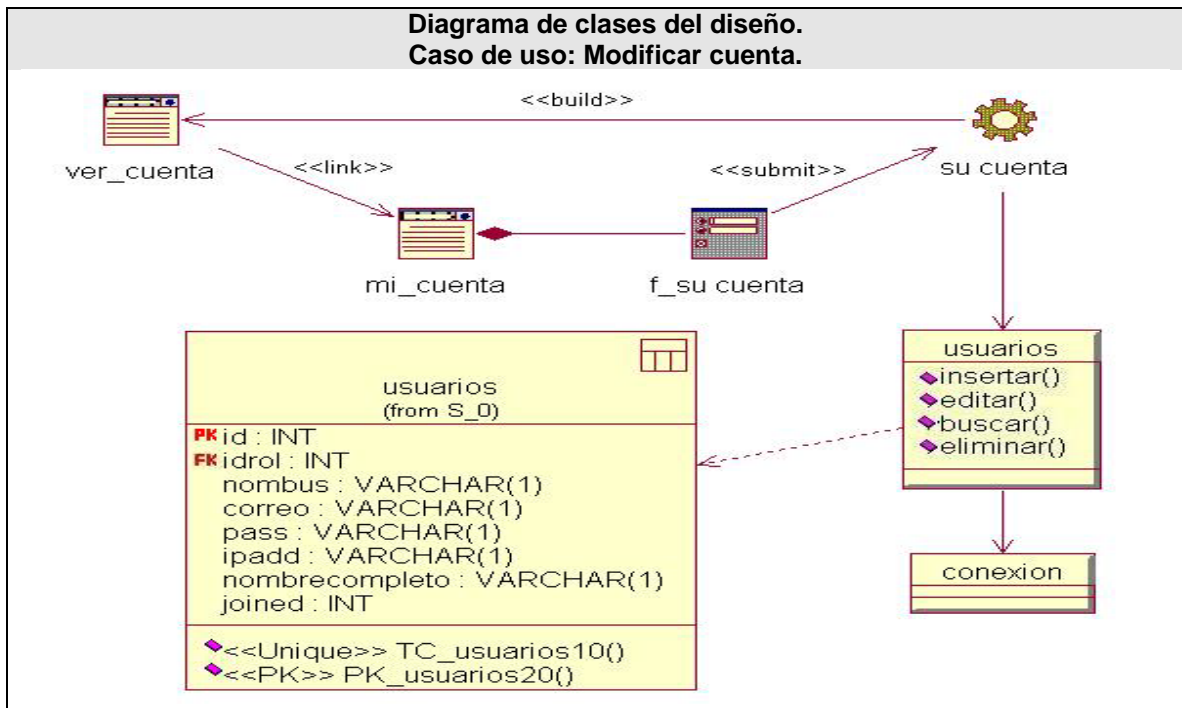 Diagrama de clases del diseño.
Caso de uso: Modificar cuenta.
<<build>>
ver_cuenta
<<link>>
<<submit>>
su cuenta
mi_cuenta
f_su cuenta
usuarios
(from S_0)
PK id : INT
FK idrol : INT
nombus : VARCHAR(1)
correo : VARCHAR(1)
pass : VARCHAR(1)
ipadd : VARCHAR(1)
nombrecompleto : VARCHAR(1)
joined : INT
<<Unique>> TC_usuarios10()
<<PK>> PK_usuarios20()
usuarios
insertar()
editar()
buscar()
eliminar()
conexion